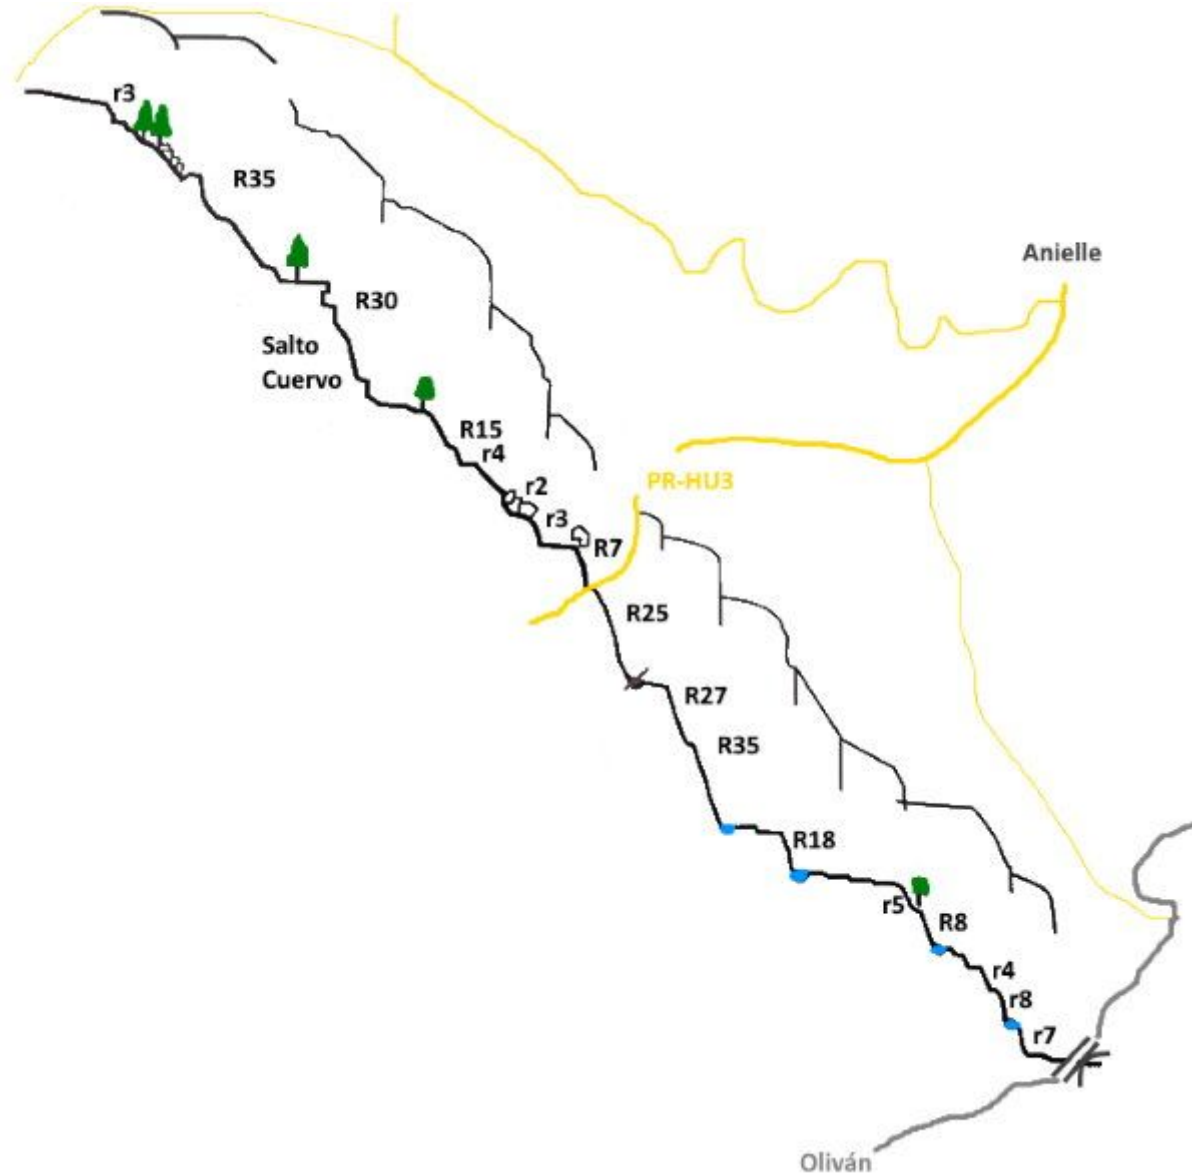 r3
R35
Anielle
R30
Salto
Cuervo
R15
r4
PR-HU3
r2
r3
R7
R25
R27
R35
R18
r5
R8
r4
r8
r7
Oliván